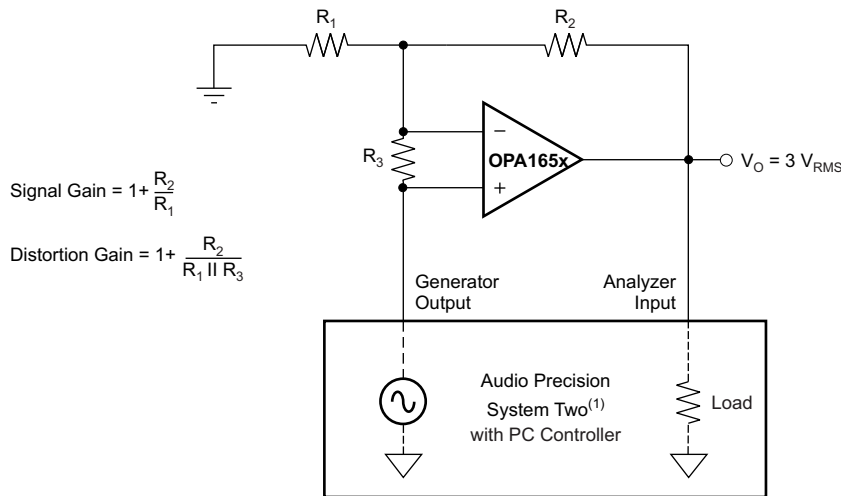 R1
R2
R3
−
OPA165x
+
VO = 3 VRMS
Signal Gain = 1+ R2
R1
Distortion Gain = 1+ R2
R1 II R3
Generator
Output
Analyzer
Input
Audio Precision
System Two(1)
with PC Controller
Load